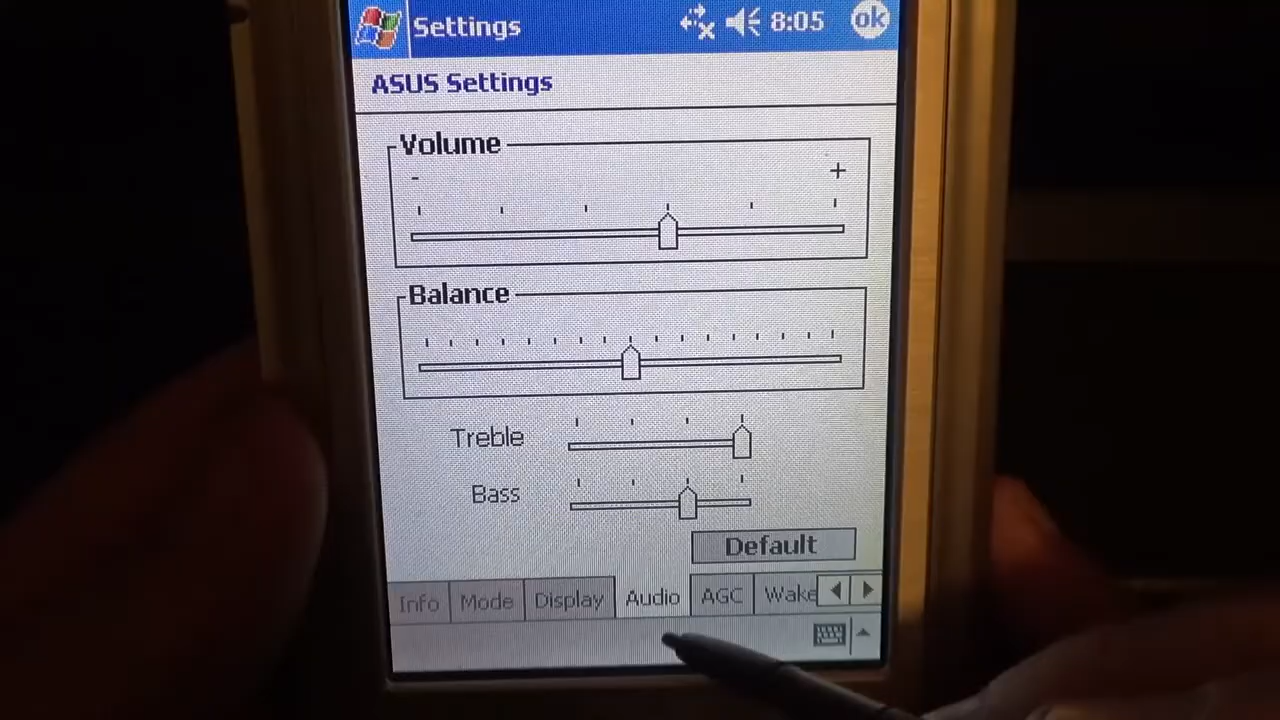 Settings 8:05 ok
ASUS Settings
Volume
- +
Balance
Treble
Bass
Default
Info Mode Display Audio AGC Wake